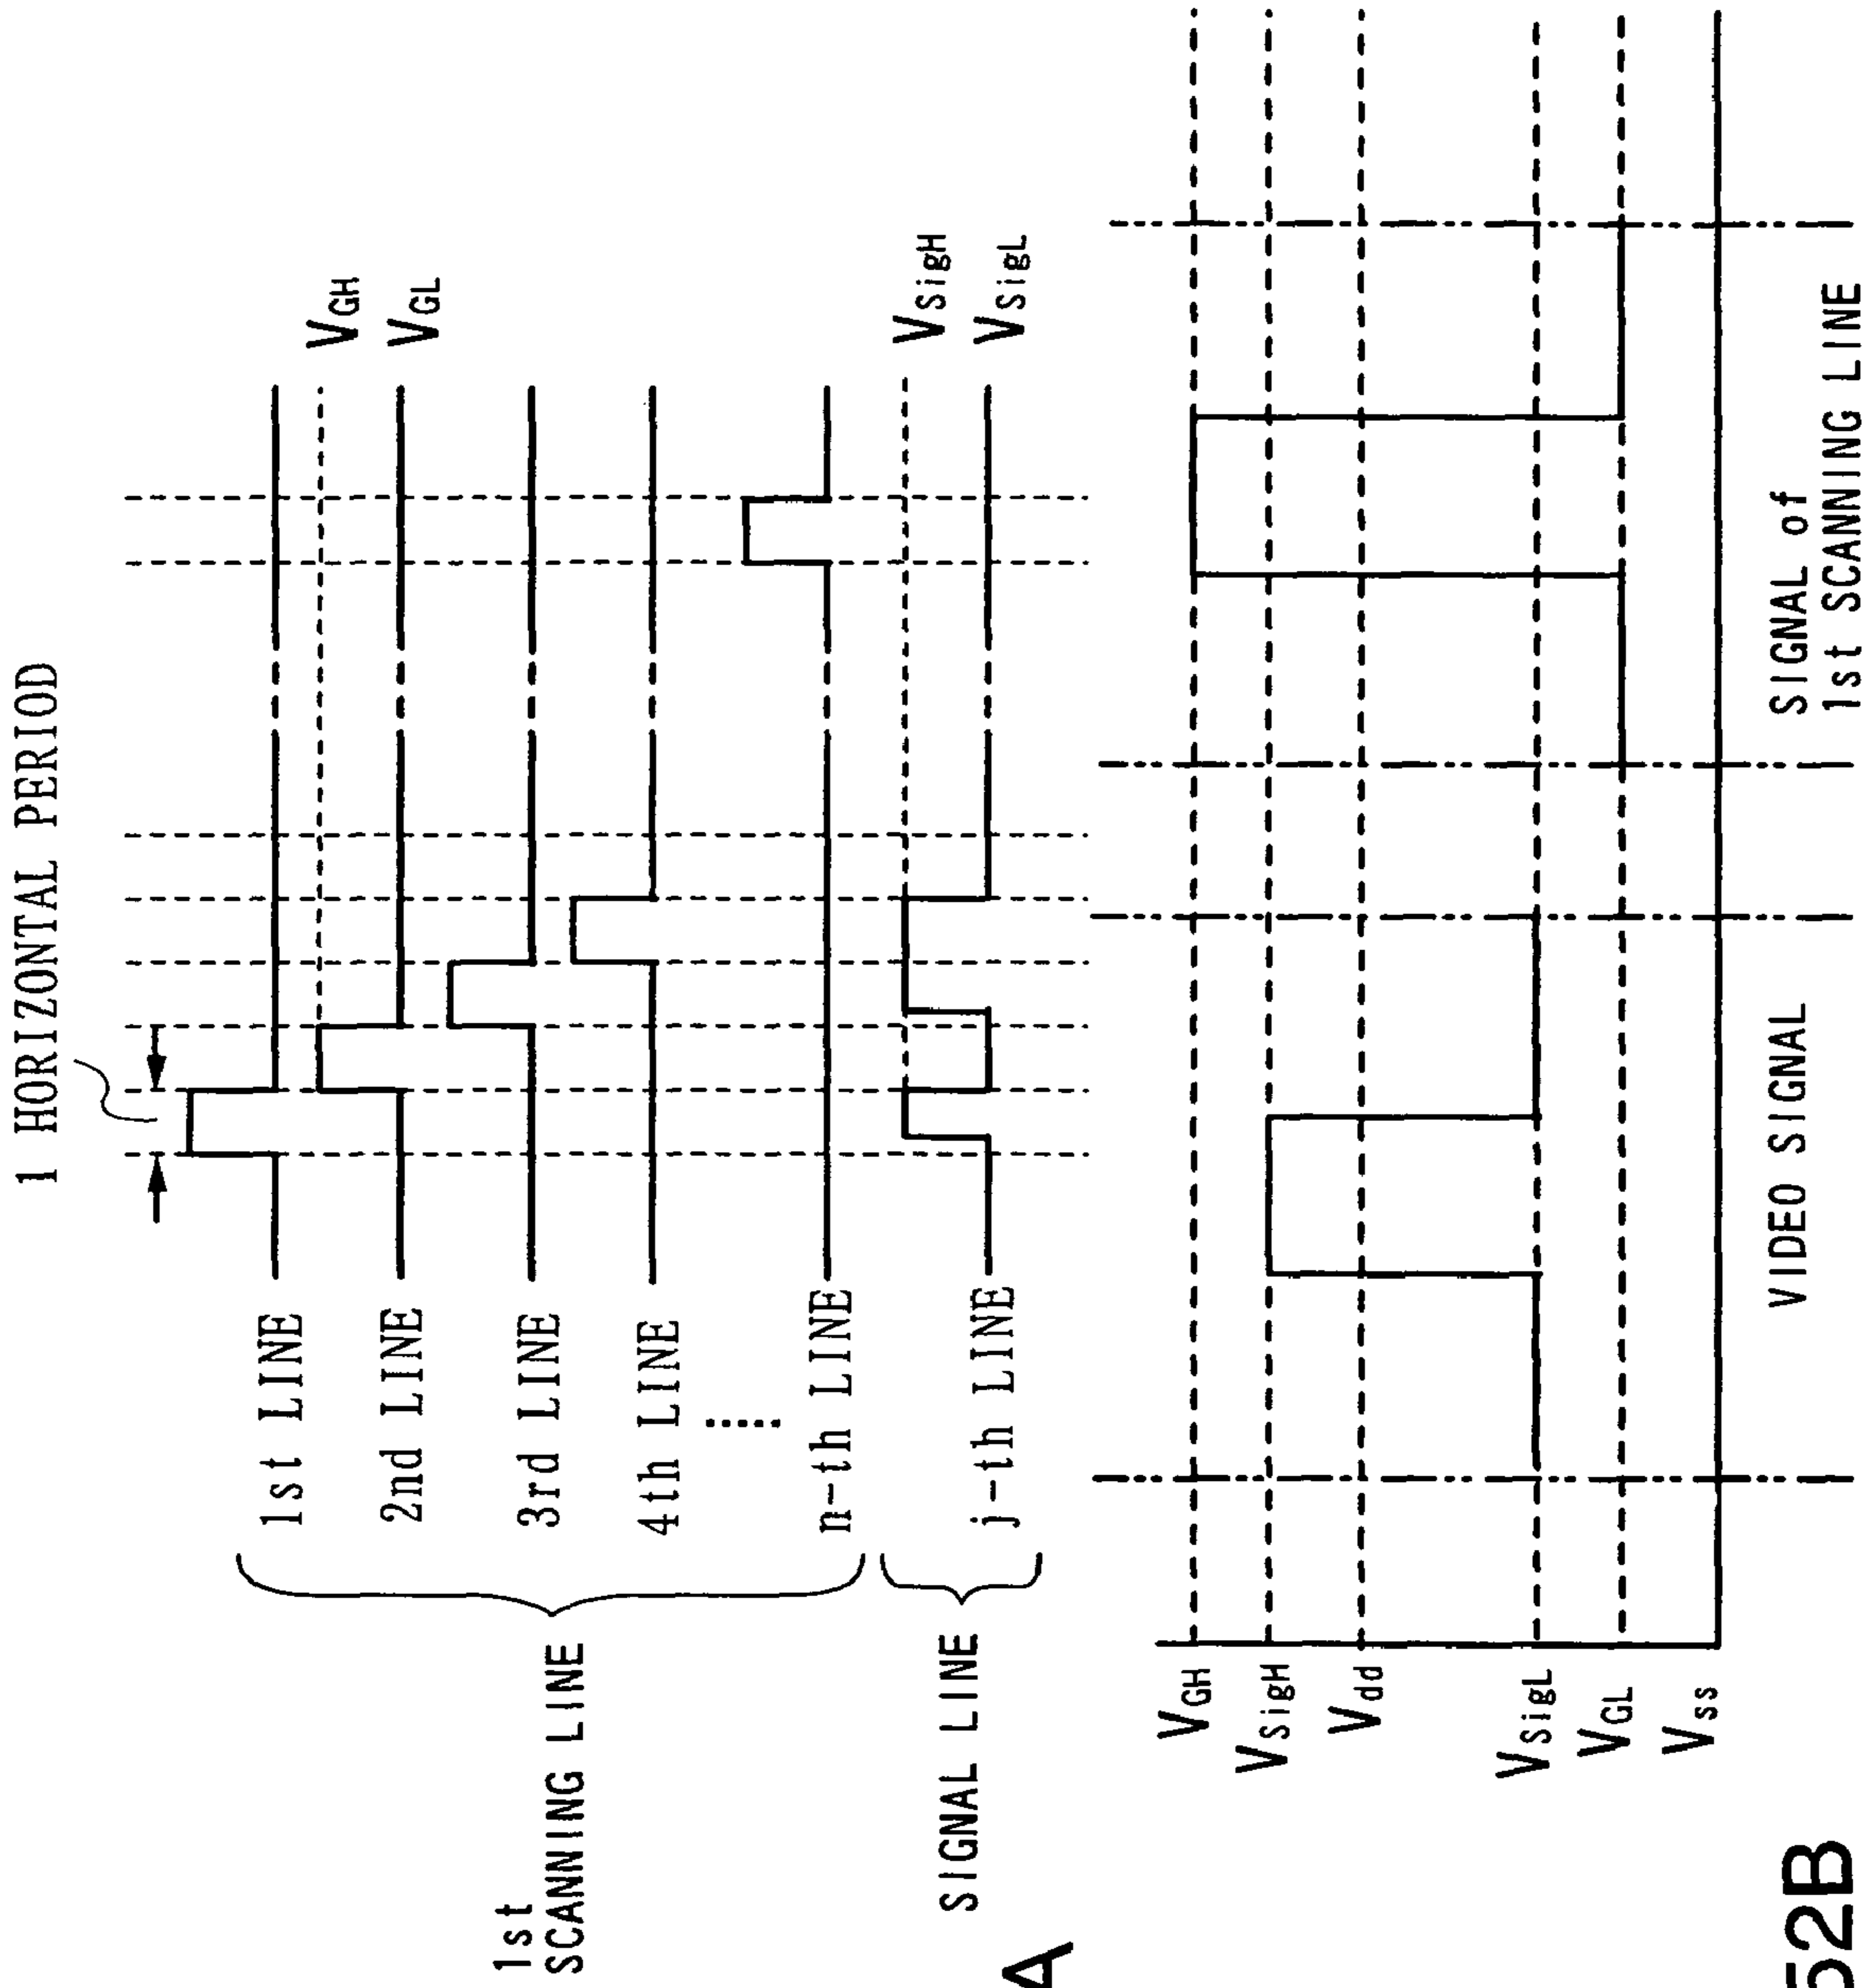 1 HORIZONTAL PERIOD
1st
SCANNING LINE
1st LINE
2nd LINE
3rd LINE
4th LINE
n-th LINE
VGH
VGL
SIGNAL LINE
j-th LINE
VSigH
VSigL
A
VGH
VSigH
Vdd
VSigL
VGL
Vss
VIDEO SIGNAL
SIGNAL of
1st SCANNING LINE
52B